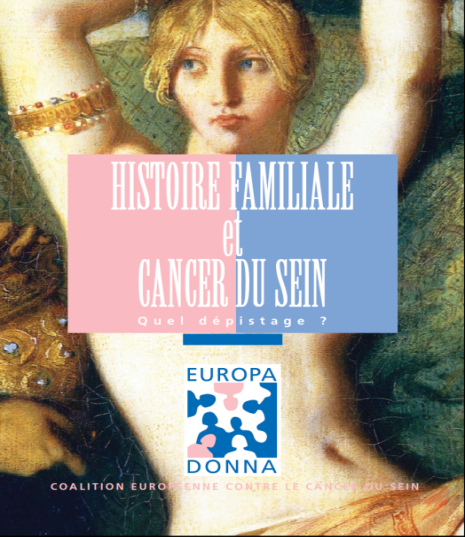 HISTOIRE FAMILIALE
et
CANCER DU SEIN
Quel dépistage ?
EUROPA
DONNA
COALITION EUROPÉENNE CONTRE LE CANCER DU SEIN